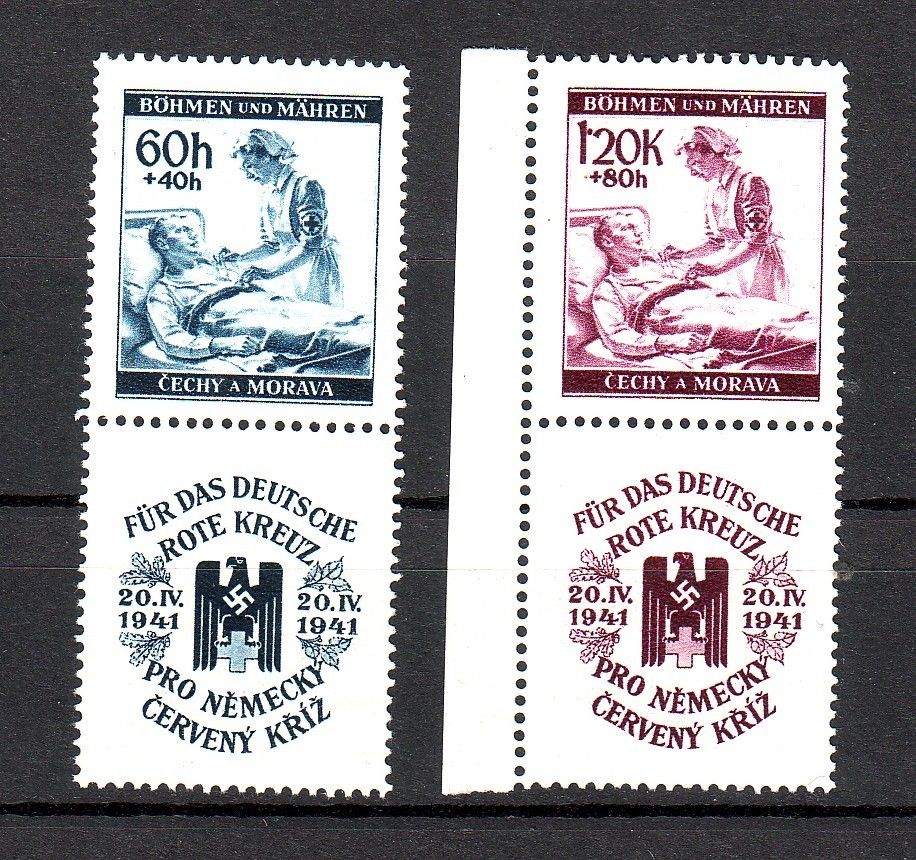 BÖHMEN UND MÄHREN
60h
+40h
ČECHY A MORAVA
FÜR DAS DEUTSCHE
ROTE KREUZ
20.IV. 20.IV.
1941 1941
PRO NĚMECKÝ
ČERVENÝ KŘÍŽ
BÖHMEN UND MÄHREN
1·20K
+80h
ČECHY A MORAVA
FÜR DAS DEUTSCHE
ROTE KREUZ
20.IV. 20.IV.
1941 1941
PRO NĚMECKÝ
ČERVENÝ KŘÍŽ